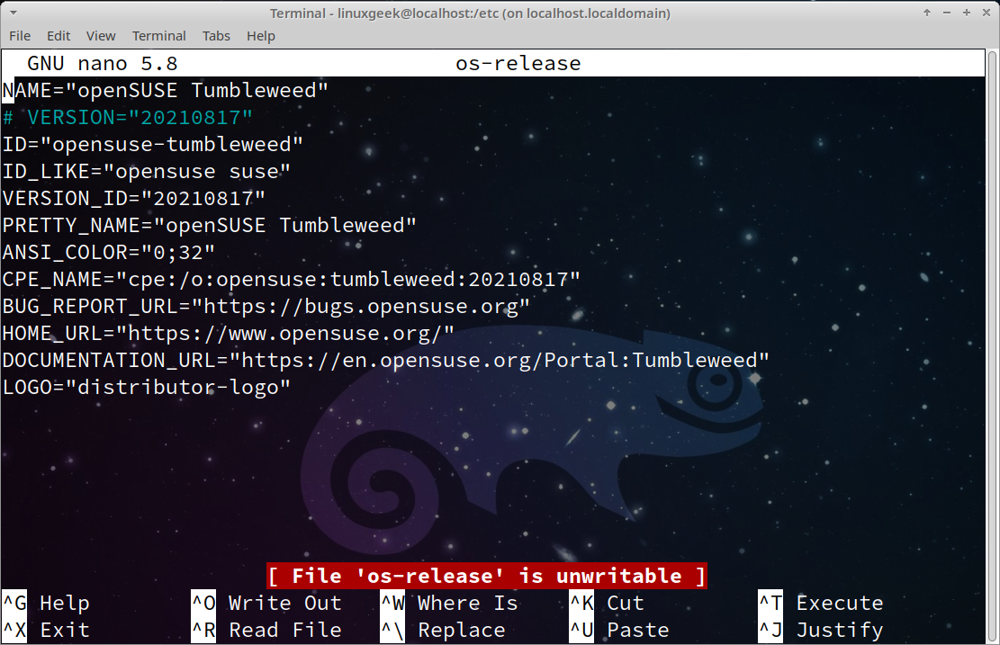 Terminal - linuxgeek@localhost:/etc (on localhost.localdomain)
File Edit View Terminal Tabs Help
GNU nano 5.8 os-release
NAME="openSUSE Tumbleweed"
# VERSION="20210817"
ID="opensuse-tumbleweed"
ID_LIKE="opensuse suse"
VERSION_ID="20210817"
PRETTY_NAME="openSUSE Tumbleweed"
ANSI_COLOR="0;32"
CPE_NAME="cpe:/o:opensuse:tumbleweed:20210817"
BUG_REPORT_URL="https://bugs.opensuse.org"
HOME_URL="https://www.opensuse.org/"
DOCUMENTATION_URL="https://en.opensuse.org/Portal:Tumbleweed"
LOGO="distributor-logo"
[ File 'os-release' is unwritable ]
^G Help ^O Write Out ^W Where Is ^K Cut ^T Execute
^X Exit ^R Read File ^\ Replace ^U Paste ^J Justify